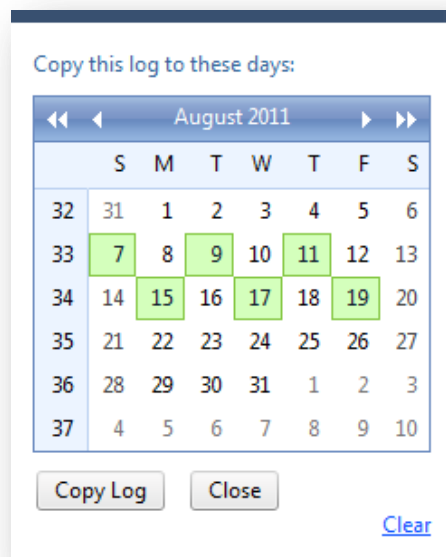 Copy this log to these days:
August 2011
S M T W T F S
32 31 1 2 3 4 5 6
33 7 8 9 10 11 12 13
34 14 15 16 17 18 19 20
35 21 22 23 24 25 26 27
36 28 29 30 31 1 2 3
37 4 5 6 7 8 9 10
Copy Log Close
Clear